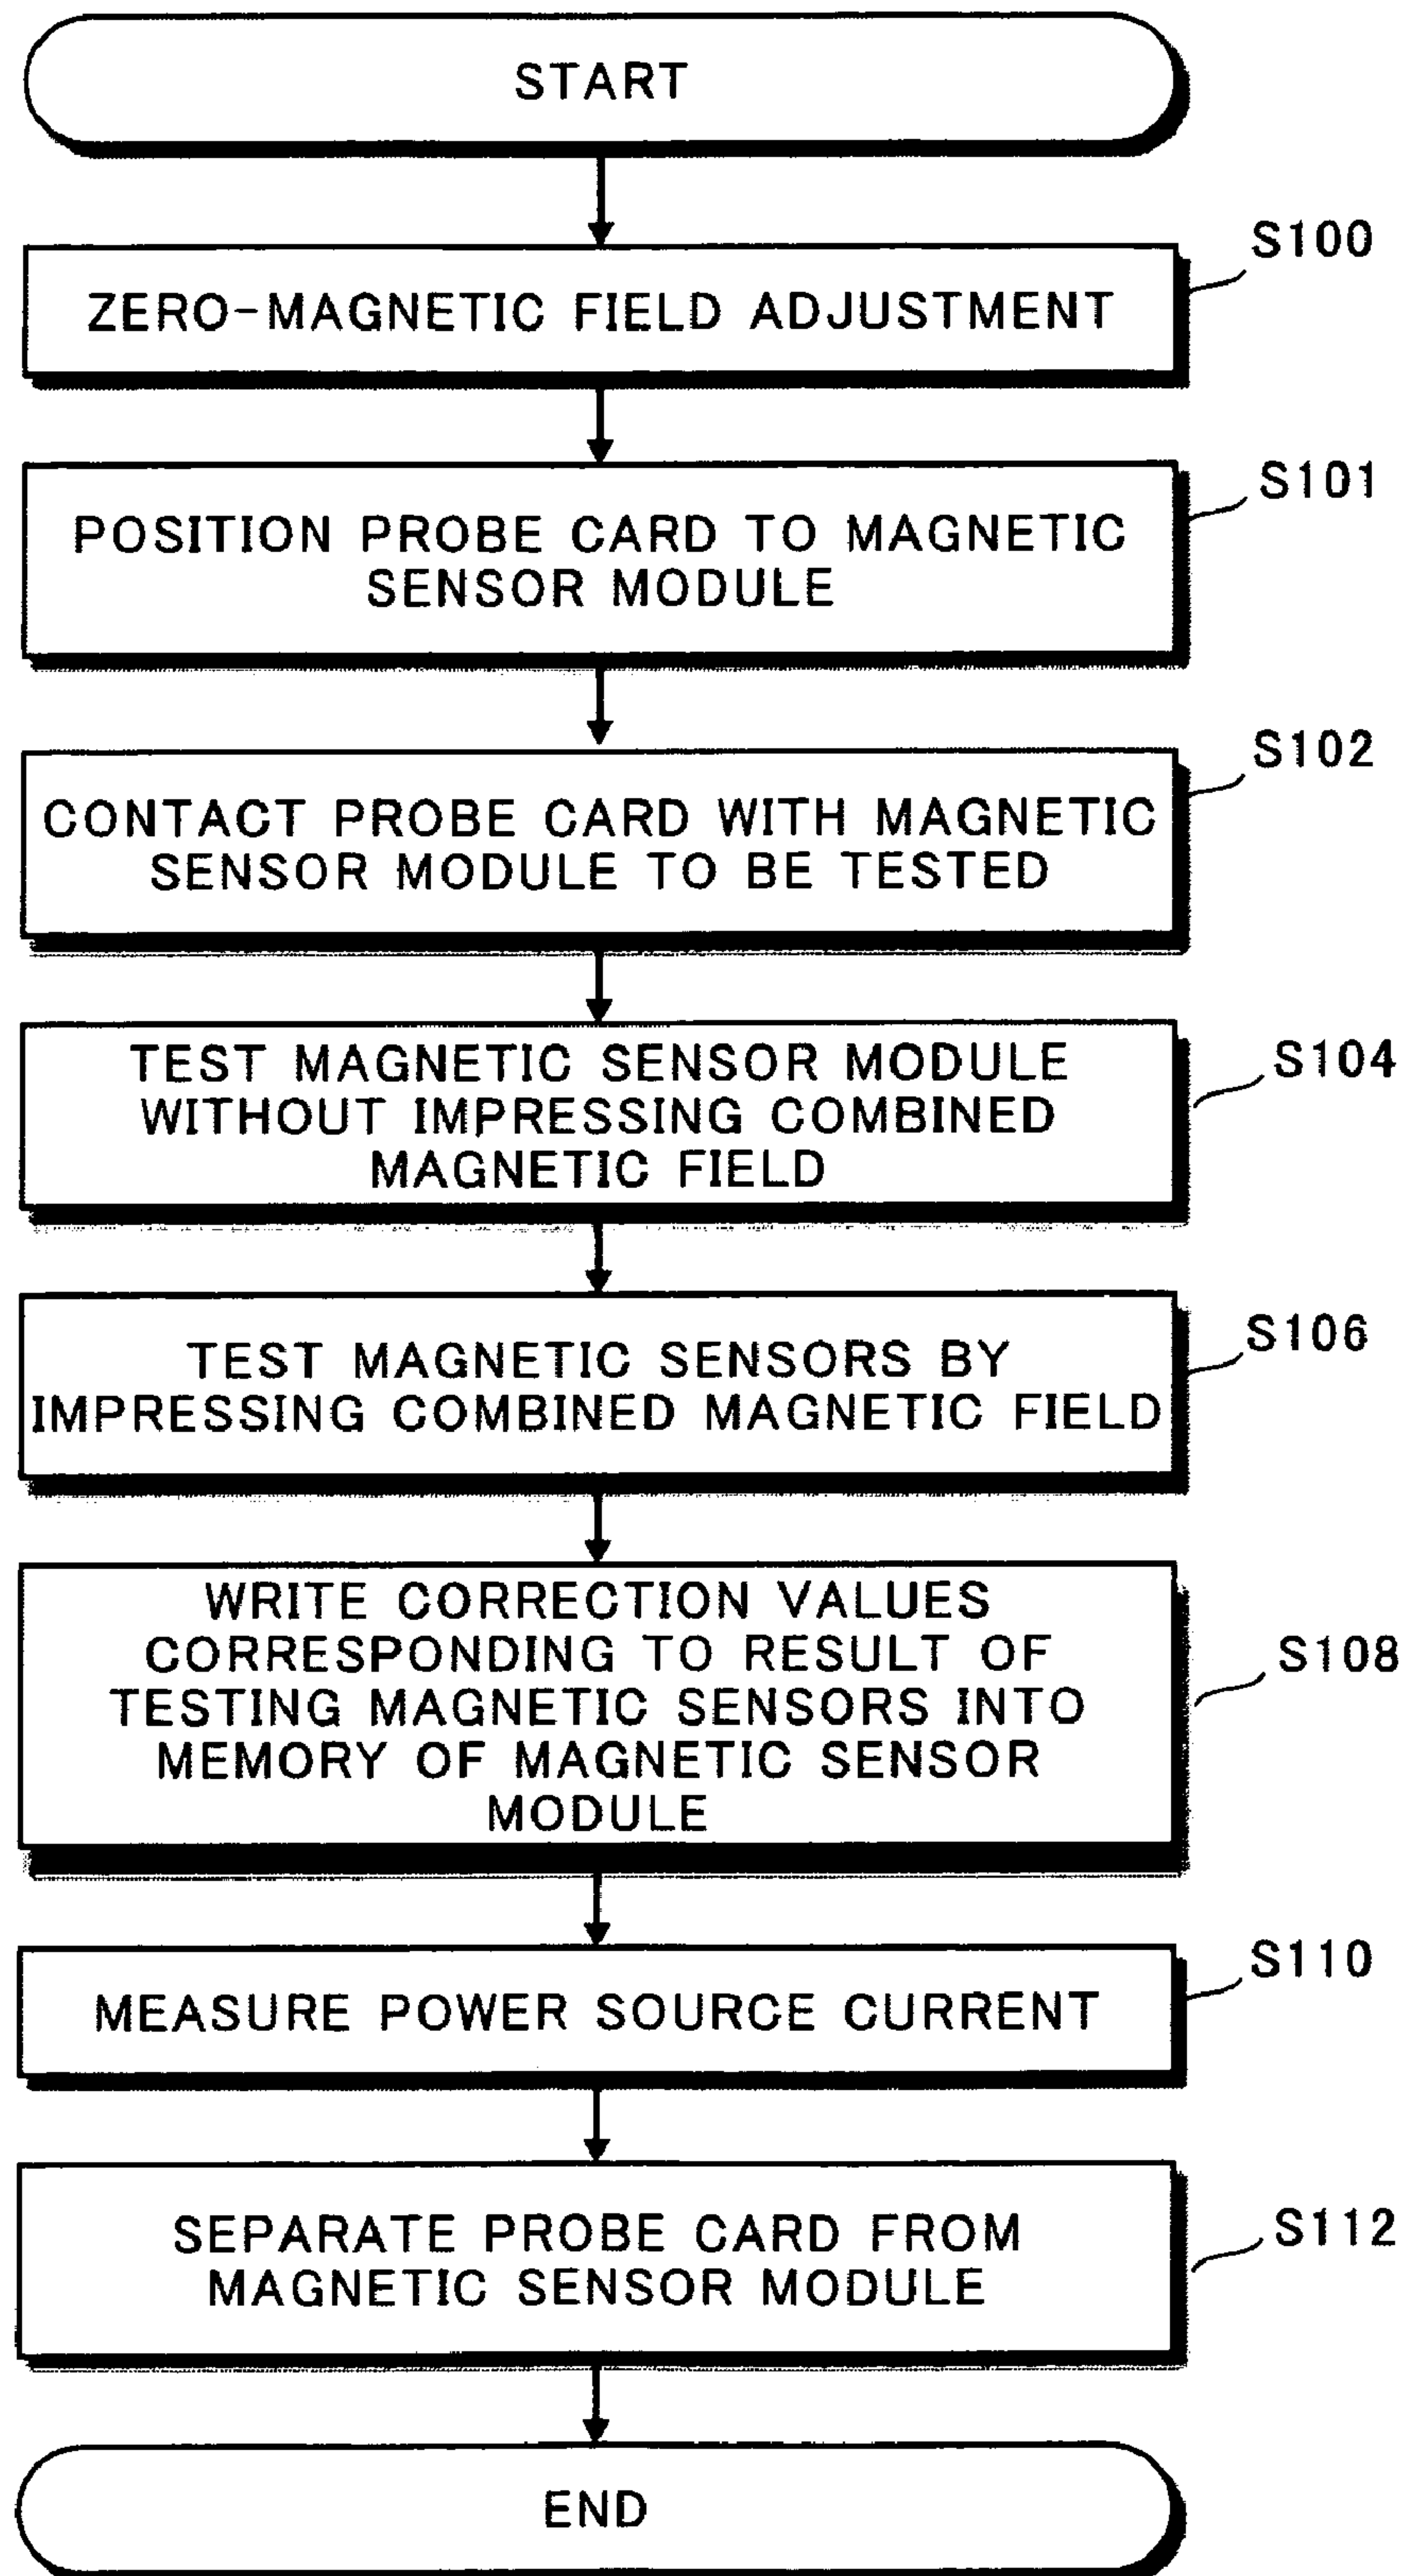 START
S100
ZERO-MAGNETIC FIELD ADJUSTMENT
S101
POSITION PROBE CARD TO MAGNETIC
SENSOR MODULE
S102
CONTACT PROBE CARD WITH MAGNETIC
SENSOR MODULE TO BE TESTED
S104
TEST MAGNETIC SENSOR MODULE
WITHOUT IMPRESSING COMBINED
MAGNETIC FIELD
S106
TEST MAGNETIC SENSORS BY
IMPRESSING COMBINED MAGNETIC FIELD
S108
WRITE CORRECTION VALUES
CORRESPONDING TO RESULT OF
TESTING MAGNETIC SENSORS INTO
MEMORY OF MAGNETIC SENSOR
MODULE
S110
MEASURE POWER SOURCE CURRENT
S112
SEPARATE PROBE CARD FROM
MAGNETIC SENSOR MODULE
END